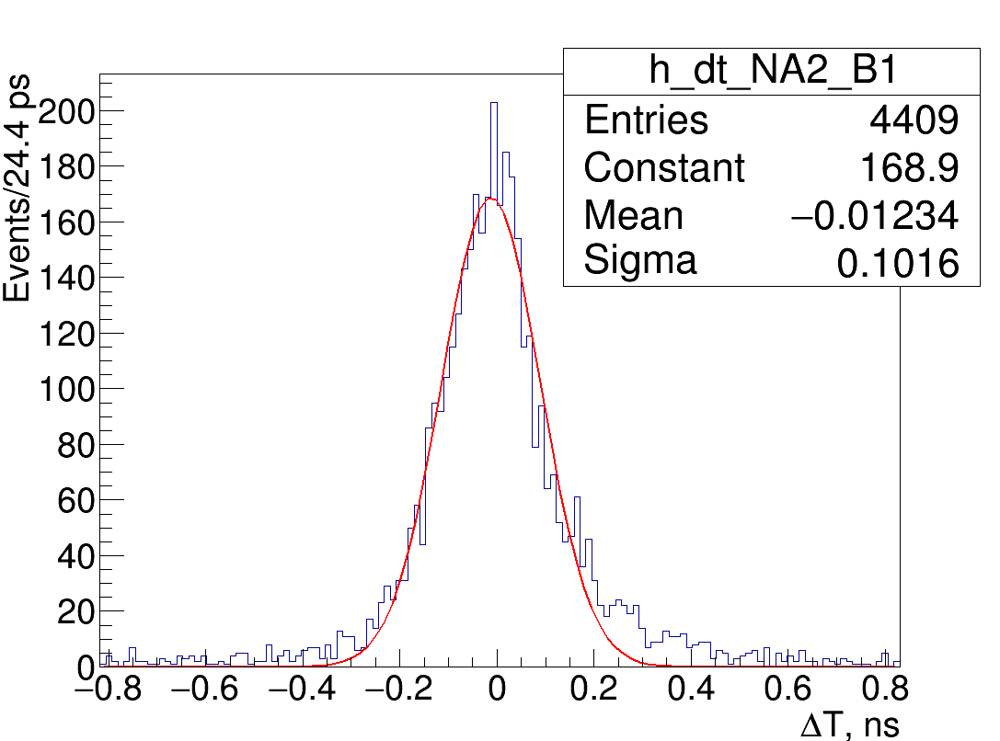 h_dt_NA2_B1
Entries 4409
Constant 168.9
Mean −0.01234
Sigma 0.1016
Events/24.4 ps
200
180
160
140
120
100
80
60
40
20
0
−0.8 −0.6 −0.4 −0.2 0 0.2 0.4 0.6 0.8
ΔT, ns